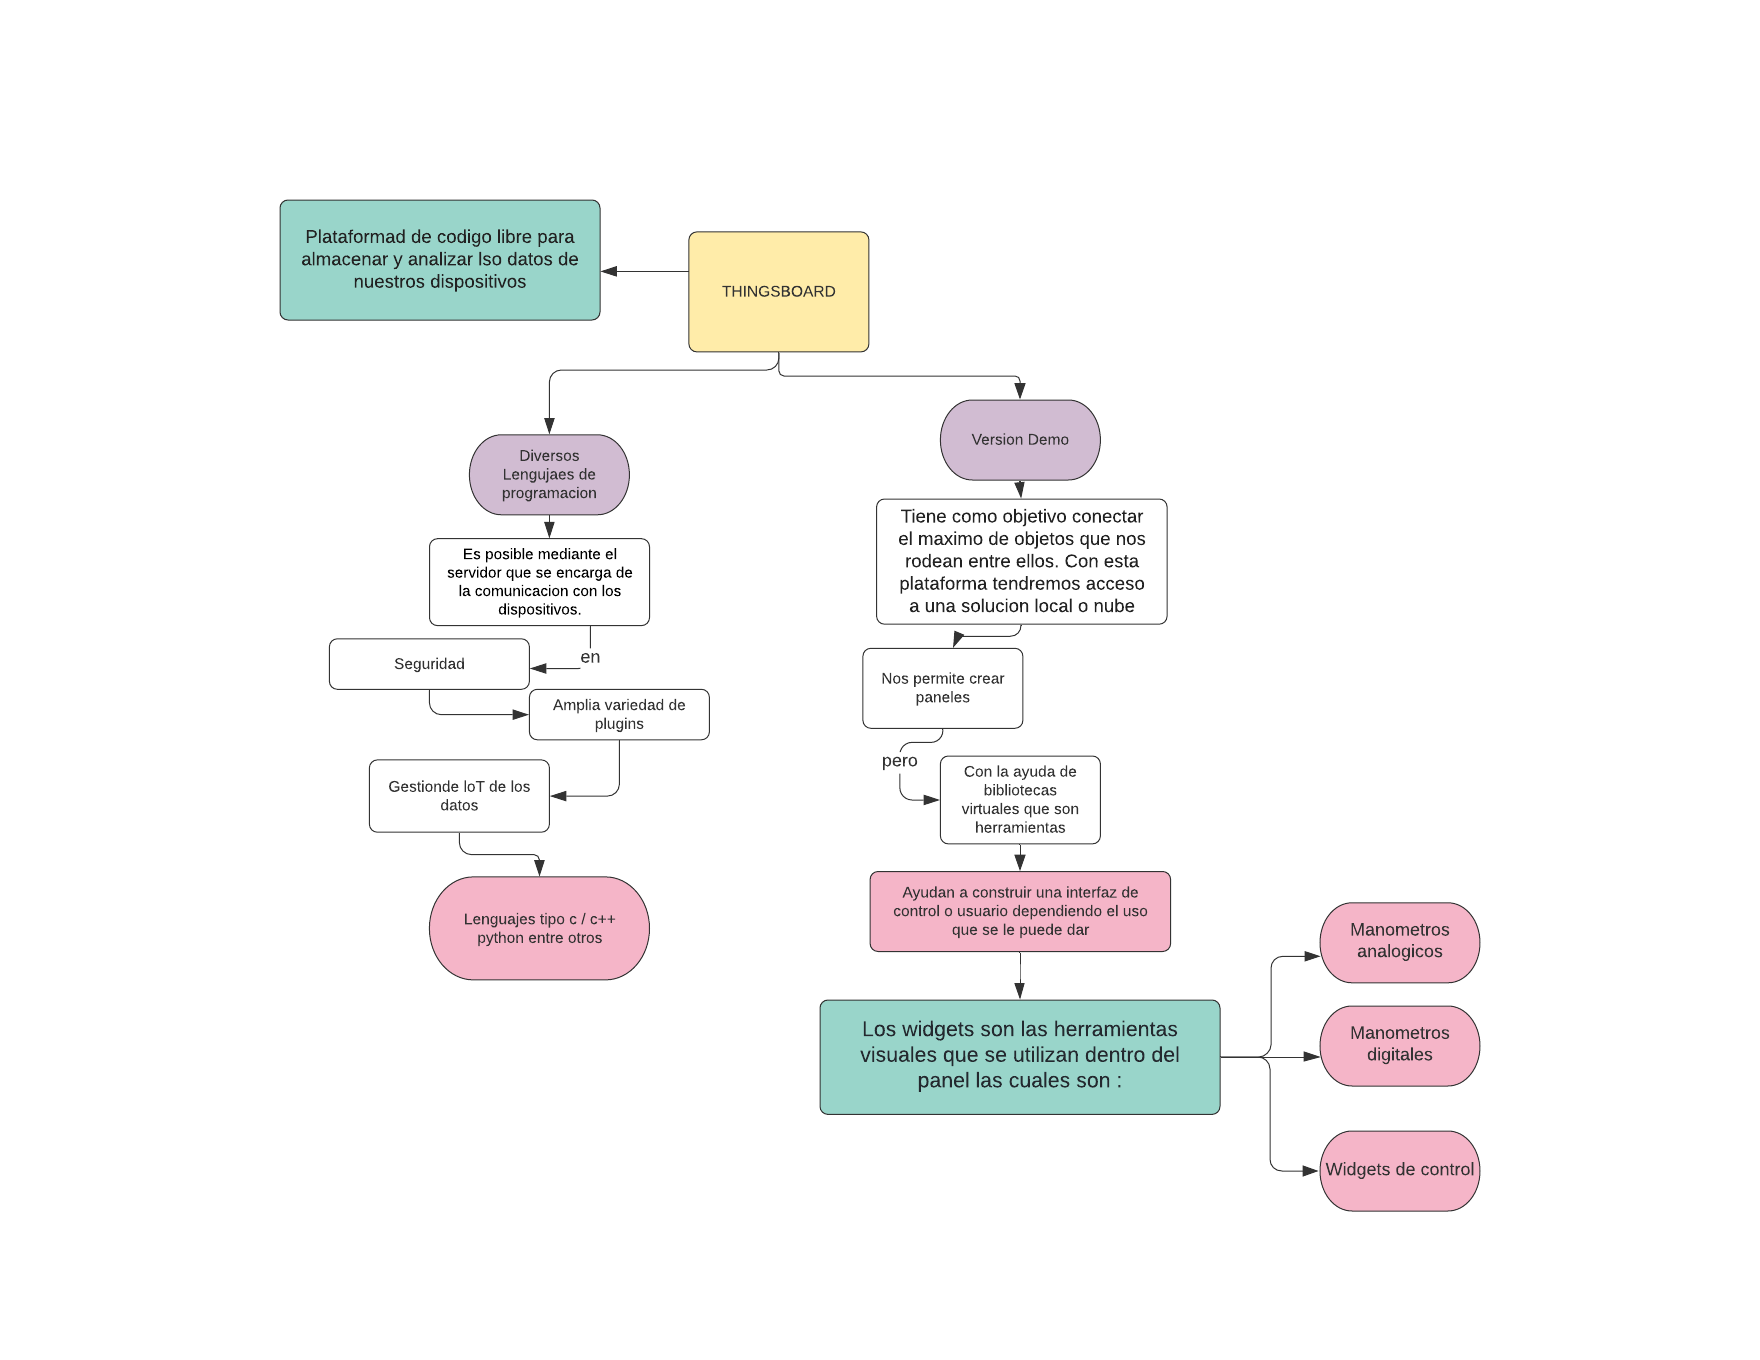 Plataformad de codigo libre para
almacenar y analizar lso datos de
nuestros dispositivos
THINGSBOARD
Diversos
Lengujaes de
programacion
Es posible mediante el
servidor que se encarga de
la comunicacion con los
dispositivos.
en
Seguridad
Amplia variedad de
plugins
Gestionde IoT de los
datos
Lenguajes tipo c / c++
python entre otros
Version Demo
Tiene como objetivo conectar
el maximo de objetos que nos
rodean entre ellos. Con esta
plataforma tendremos acceso
a una solucion local o nube
Nos permite crear
paneles
pero
Con la ayuda de
bibliotecas
virtuales que son
herramientas
Ayudan a construir una interfaz de
control o usuario dependiendo el uso
que se le puede dar
Los widgets son las herramientas
visuales que se utilizan dentro del
panel las cuales son :
Manometros
analogicos
Manometros
digitales
Widgets de control